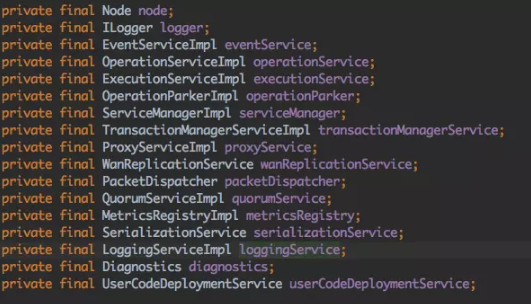 private final Node node;
private final ILogger logger;
private final EventServiceImpl eventService;
private final OperationServiceImpl operationService;
private final ExecutionServiceImpl executionService;
private final OperationParkerImpl operationParker;
private final ServiceManagerImpl serviceManager;
private final TransactionManagerServiceImpl transactionManagerService;
private final ProxyServiceImpl proxyService;
private final WanReplicationService wanReplicationService;
private final PacketDispatcher packetDispatcher;
private final QuorumServiceImpl quorumService;
private final MetricsRegistryImpl metricsRegistry;
private final SerializationService serializationService;
private final LoggingServiceImpl loggingService;
private final Diagnostics diagnostics;
private final UserCodeDeploymentService userCodeDeploymentService;